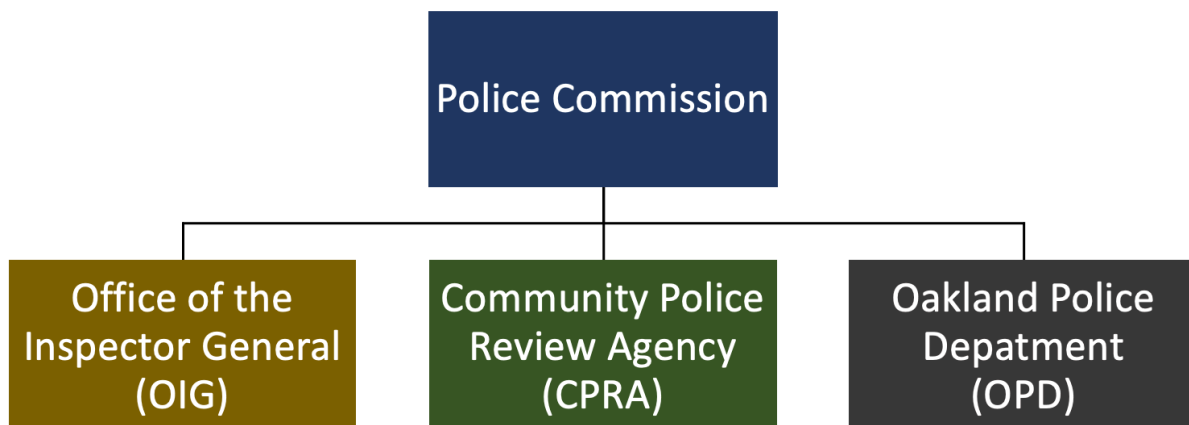 Police Commission
Office of the
Inspector General
(OIG)
Community Police
Review Agency
(CPRA)
Oakland Police
Depatment
(OPD)